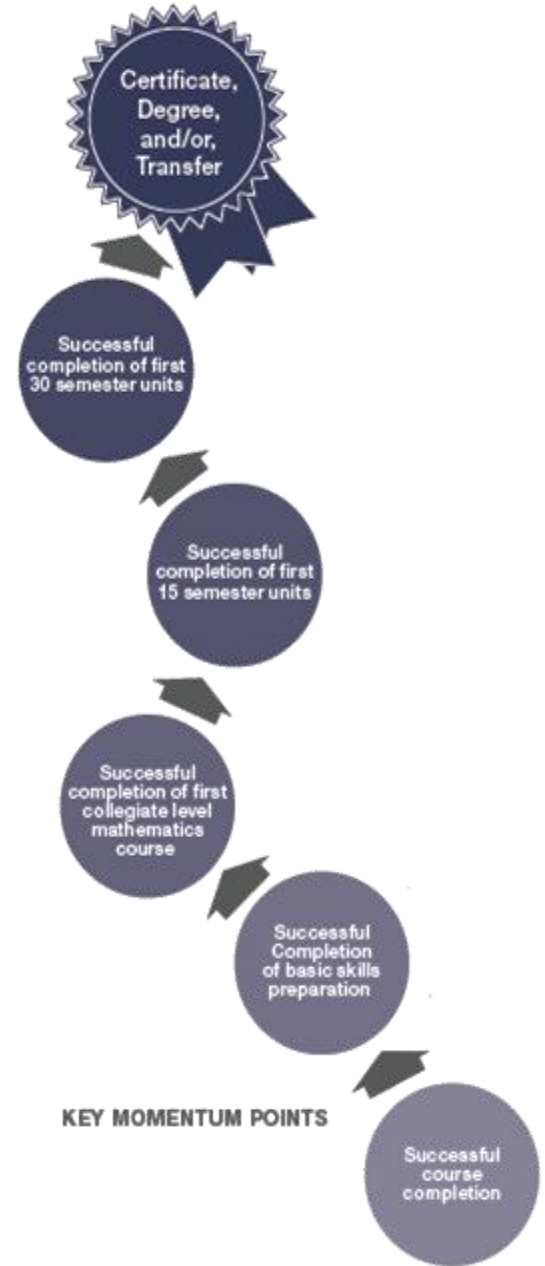 Certificate,
Degree,
and/or,
Transfer
Successful
completion of first
30 semester units
Successful
completion of first
15 semester units
Successful
completion of first
collegiate level
mathematics
course
Successful
Completion
of basic skills
preparation
KEY MOMENTUM POINTS
Successful
course
completion